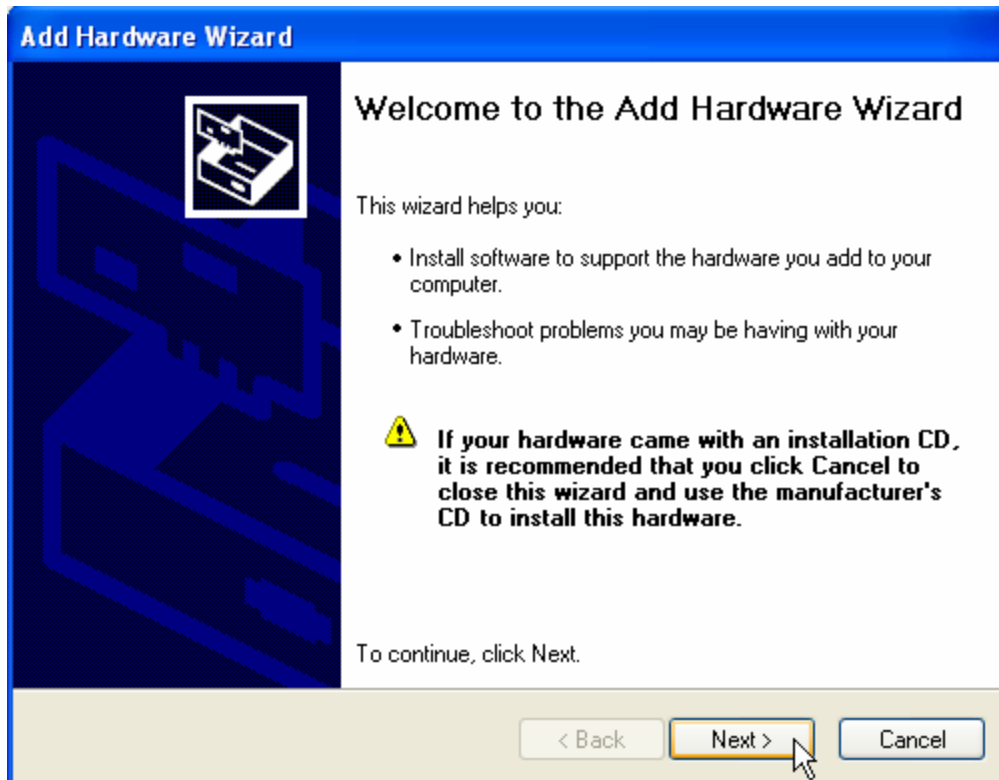 Add Hardware Wizard
Welcome to the Add Hardware Wizard
This wizard helps you:
• Install software to support the hardware you add to your
computer.
• Troubleshoot problems you may be having with your
hardware.
If your hardware came with an installation CD,
it is recommended that you click Cancel to
close this wizard and use the manufacturer's
CD to install this hardware.
To continue, click Next.
< Back Next > Cancel